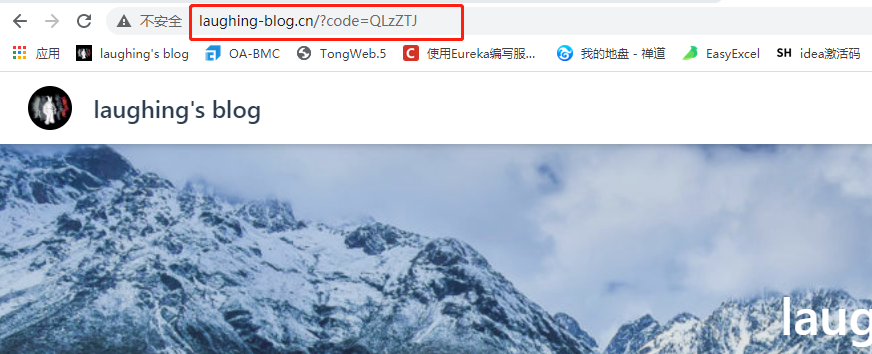 不安全 laughing-blog.cn/?code=QLzZTJ
应用 laughing's blog OA-BMC TongWeb.5 使用Eureka编写服... 我的地盘 - 禅道 EasyExcel SH idea激活码
laughing's blog
laug